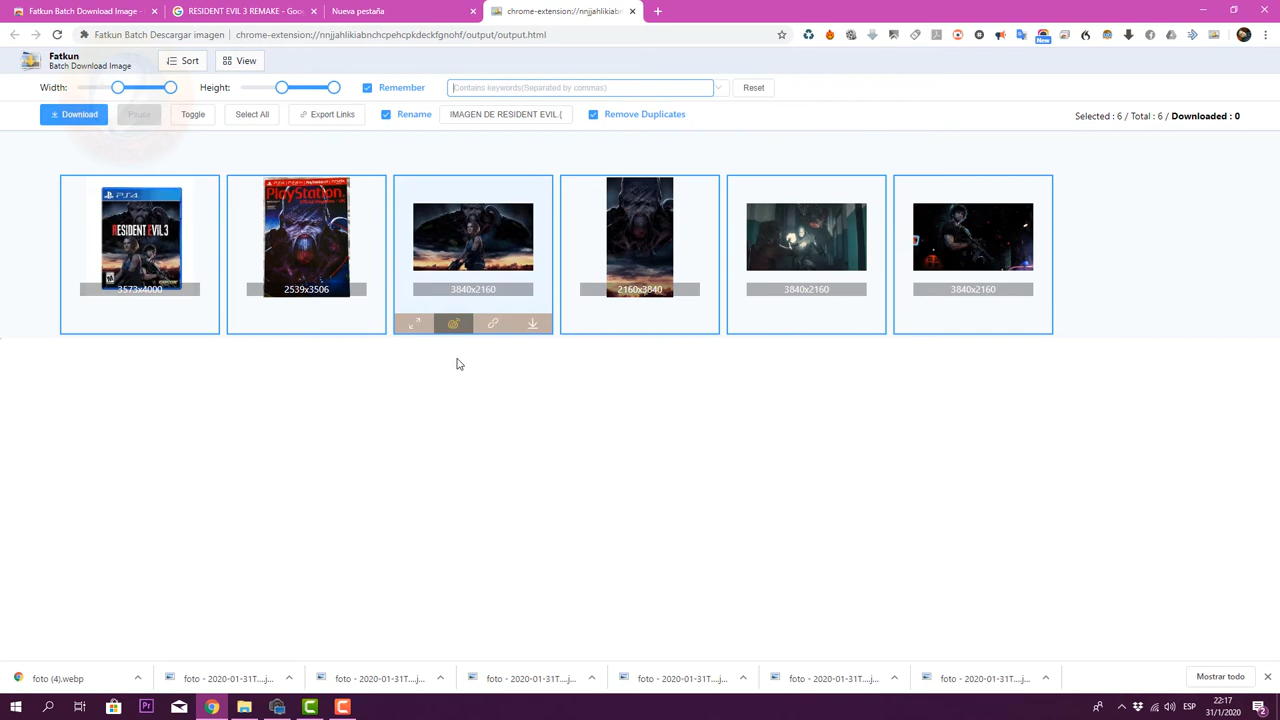 Fatkun Batch Download Image -
RESIDENT EVIL 3 REMAKE - Goog
Nueva pestaña
chrome-extension://nnjjahlikiabn
Fatkun Batch Descargar imagen | chrome-extension://nnjjahlikiabnchcpehcpkdeckfgnohf/output/output.html
New
Fatkun
Batch Download Image
Sort
View
Width:
Height:
Remember
Contains keywords(Separated by commas)
Reset
Download
Pause
Toggle
Select All
Export Links
Rename
IMAGEN DE RESIDENT EVIL.{
Remove Duplicates
Selected : 6 / Total : 6 / Downloaded : 0
PS4
RESIDENT EVIL 3
3573x4000
PlayStation
2539x3506
3840x2160
2160x3840
3840x2160
3840x2160
foto (4).webp
foto - 2020-01-31T....j...
foto - 2020-01-31T....j...
foto - 2020-01-31T....j...
foto - 2020-01-31T....j...
foto - 2020-01-31T....j...
foto - 2020-01-31T....j...
Mostrar todo
Pr
ESP
22:17
31/1/2020
2